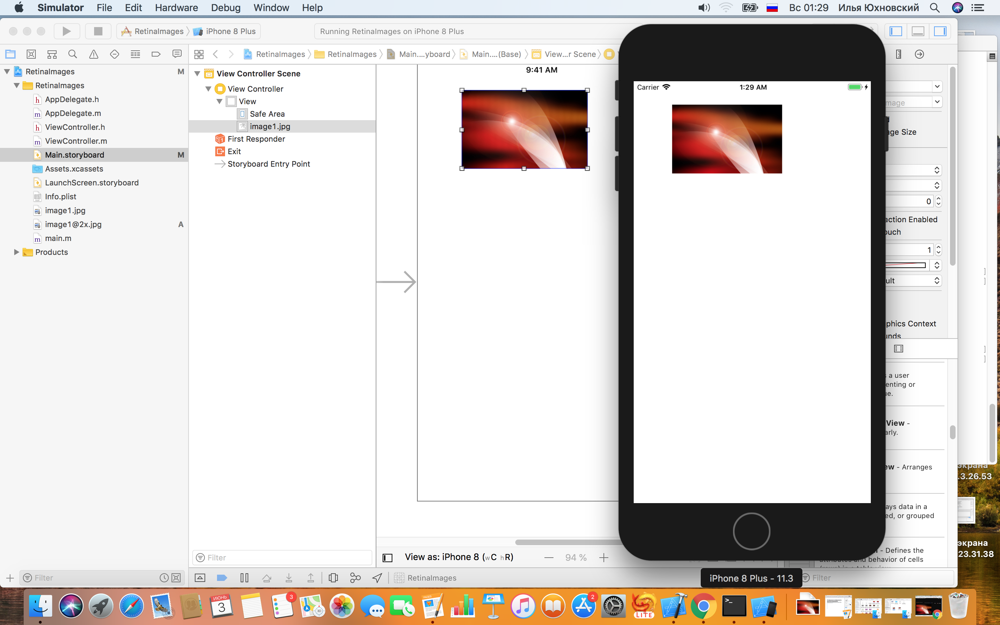 Simulator File Edit Hardware Debug Window Help Вс 01:29 Илья Юхновский
RetinaImages iPhone 8 Plus Running RetinaImages on iPhone 8 Plus
RetinaImages RetinaImages Main....yboard Main....(Base) View...r Scene
RetinaImages M
RetinaImages
h AppDelegate.h
m AppDelegate.m
h ViewController.h
m ViewController.m
Main.storyboard M
Assets.xcassets
LaunchScreen.storyboard
Info.plist
image1.jpg
image1@2x.jpg A
m main.m
Products
Filter
View Controller Scene
View Controller
View
Safe Area
image1.jpg
First Responder
Exit
Storyboard Entry Point
Filter
9:41 AM
View as: iPhone 8 (wC hR) 94 %
RetinaImages
Carrier 1:29 AM
iPhone 8 Plus - 11.3
mage
age Size
0
action Enabled
ouch
1
ult
phics Context
unds
s a user
enting or
ue.
View -
arly.
ew - Arranges
ays data in a
ed, or grouped
- Defines the
attributes and behavior of cells
Filter
экрана
.3.26.53
экрана
23.31.38
ИЮНЬ
3
3
3D
PAGES
2
LITE
>_